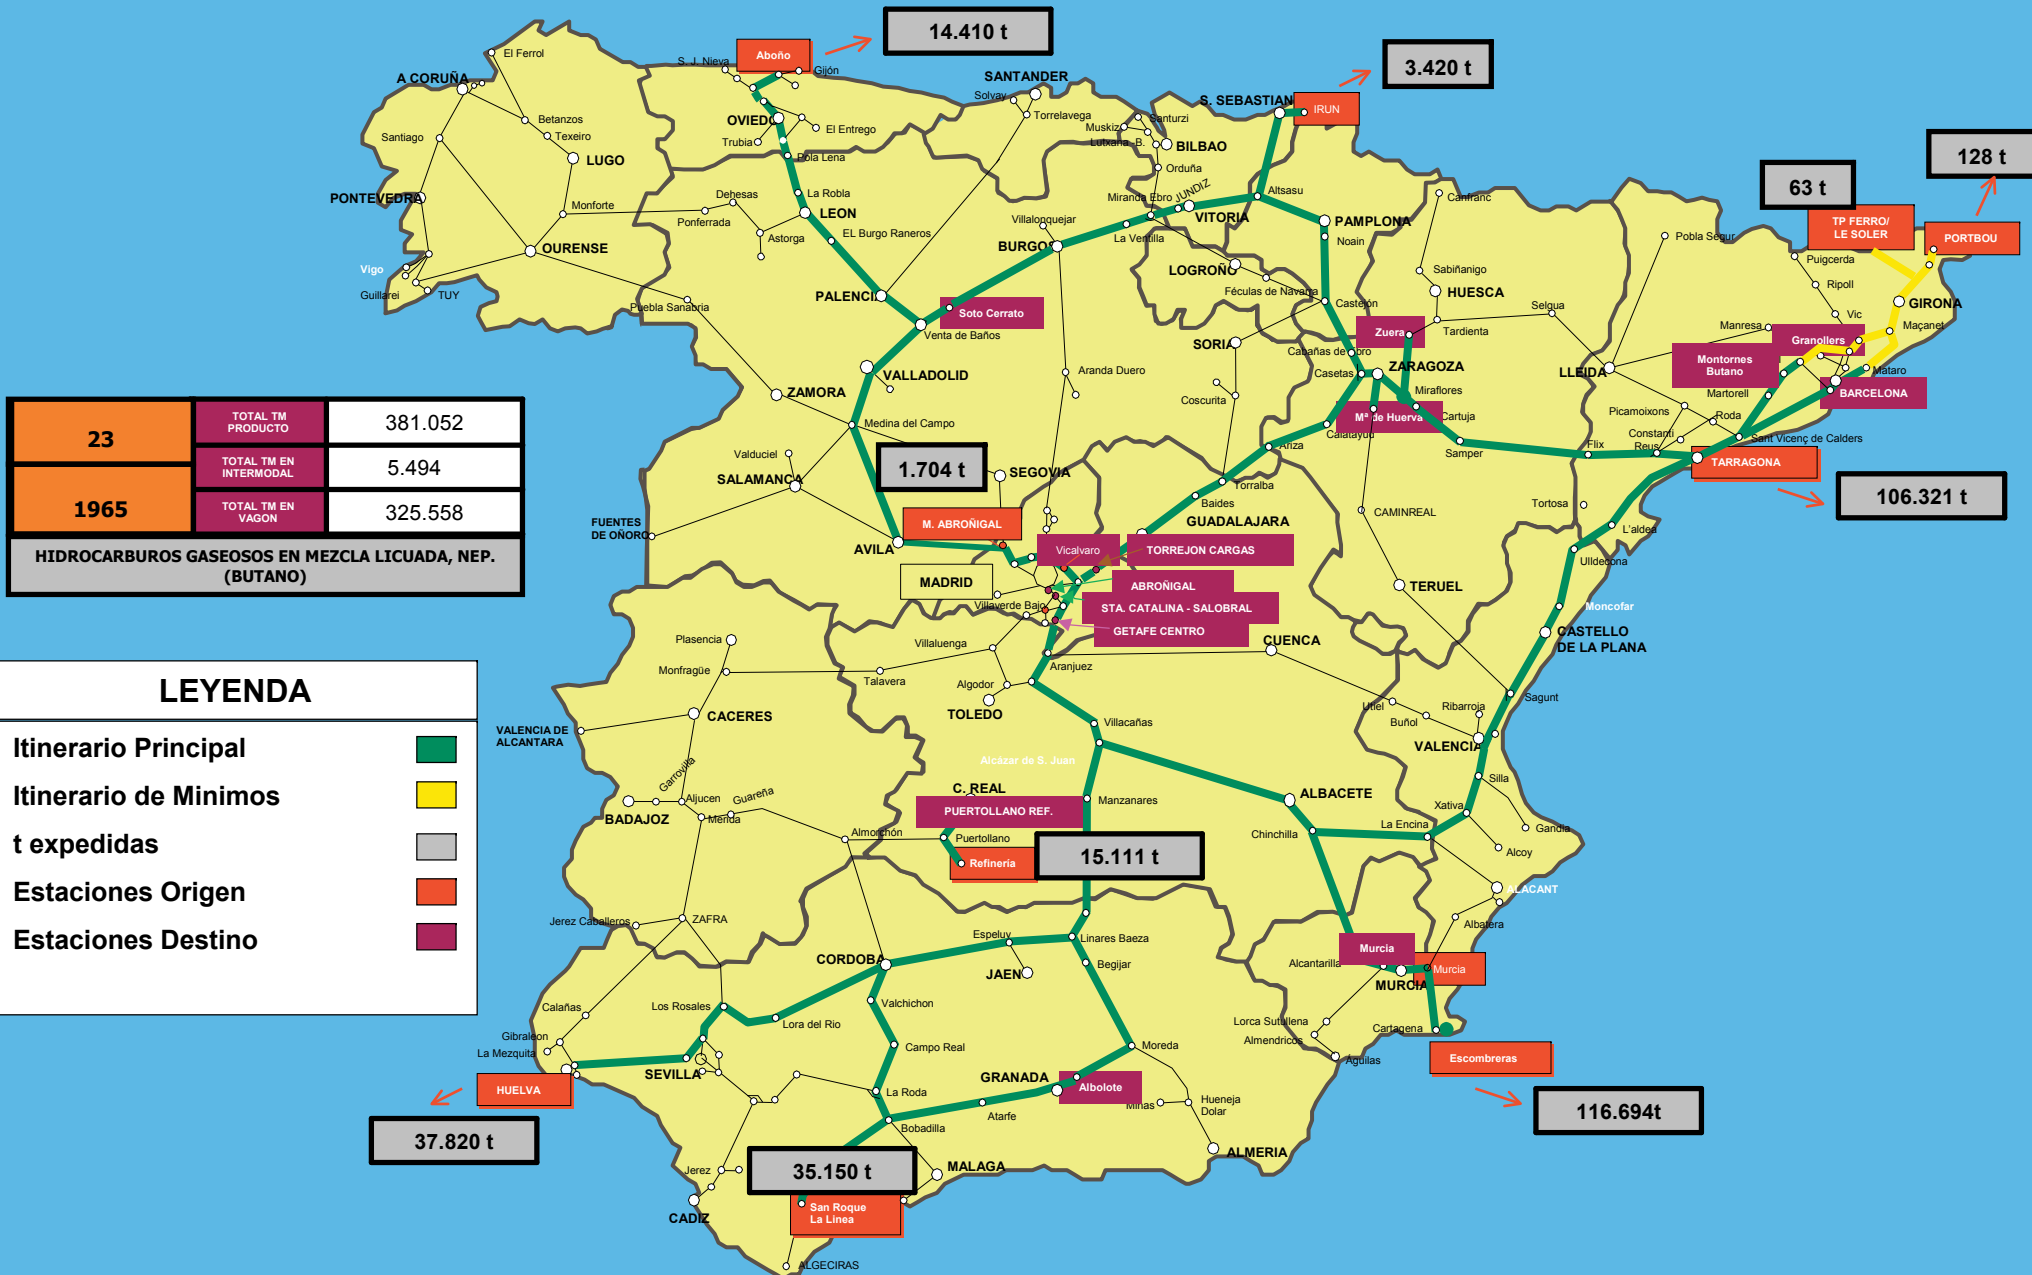 14.410 t
3.420 t
128 t
63 t
1.704 t
106.321 t
15.111 t
116.694t
37.820 t
35.150 t
Aboño
S. J. Nieva
Gijón
El Ferrol
A CORUÑA
Betanzos
Texeiro
Santiago
LUGO
PONTEVEDRA
Monforte
OURENSE
Vigo
Guillarei
TUY
OVIEDO
El Entrego
Trubia
Pola Lena
La Robla
LEON
Dehesas
Ponferrada
Astorga
EL Burgo Raneros
SANTANDER
Solvay
Torrelavega
Muskiz
Santurzi
Lutxana -B.
BILBAO
Orduña
S. SEBASTIAN
IRUN
Miranda Ebro
JUNDIZ
VITORIA
Altsasu
La Ventilla
Villalonquejar
BURGOS
PAMPLONA
Noain
LOGROÑO
Féculas de Navarra
Castejón
Canfranc
Sabiñanigo
HUESCA
Tardienta
Selgua
Pobla Segur
TP FERRO/
LE SOLER
PORTBOU
Puigcerda
Ripoll
Vic
GIRONA
Maçanet
Manresa
Granollers
Montornes
Butano
Mataro
BARCELONA
Martorell
LLEIDA
Picamoixons
Roda
Constanti
Reus
Sant Vicenç de Calders
TARRAGONA
Flix
Samper
Tortosa
L'aldea
Ulldecona
Moncofar
CASTELLO
DE LA PLANA
Sagunt
PALENCIA
Soto Cerrato
Venta de Baños
VALLADOLID
Puebla Sanabria
ZAMORA
Medina del Campo
Valduciel
SALAMANCA
FUENTES
DE OÑORO
AVILA
SEGOVIA
Aranda Duero
SORIA
Coscurita
Cabañas de Ebro
Casetas
Zuera
ZARAGOZA
Miraflores
Mª de Huerva
Cartuja
Calatayud
Ariza
Torralba
Baides
GUADALAJARA
CAMINREAL
TERUEL
M. ABROÑIGAL
Vicalvaro
TORREJON CARGAS
MADRID
ABROÑIGAL
STA. CATALINA - SALOBRAL
Villaverde Bajo
GETAFE CENTRO
CUENCA
Aranjuez
Villaluenga
Algodor
TOLEDO
Talavera
Plasencia
Monfragüe
CACERES
VALENCIA DE
ALCANTARA
Garrovilla
Aljucen
Guareña
BADAJOZ
Merida
Almorchón
Villacañas
Alcázar de S. Juan
C. REAL
Manzanares
PUERTOLLANO REF.
Puertollano
Refinería
Utiel
Buñol
Ribarroja
VALENCIA
Silla
Xativa
Gandia
Alcoy
ALBACETE
Chinchilla
La Encina
ALACANT
Albatera
Murcia
Alcantarilla
Murcia
MURCIA
Cartagena
Escombreras
Lorca Sutullena
Almendricos
Aguilas
Jerez Caballeros
ZAFRA
Calañas
Gibraleon
La Mezquita
HUELVA
Los Rosales
SEVILLA
Lora del Rio
CORDOBA
Valchichon
Campo Real
La Roda
Bobadilla
Espeluy
JAEN
Linares Baeza
Begijar
Moreda
GRANADA
Albolote
Atarfe
Minas
Hueneja
Dolar
ALMERIA
MALAGA
Jerez
CADIZ
San Roque
La Linea
ALGECIRAS
23
TOTAL TM
PRODUCTO
381.052
TOTAL TM EN
INTERMODAL
5.494
1965
TOTAL TM EN
VAGON
325.558
HIDROCARBUROS GASEOSOS EN MEZCLA LICUADA, NEP.
(BUTANO)
LEYENDA
Itinerario Principal
Itinerario de Minimos
t expedidas
Estaciones Origen
Estaciones Destino